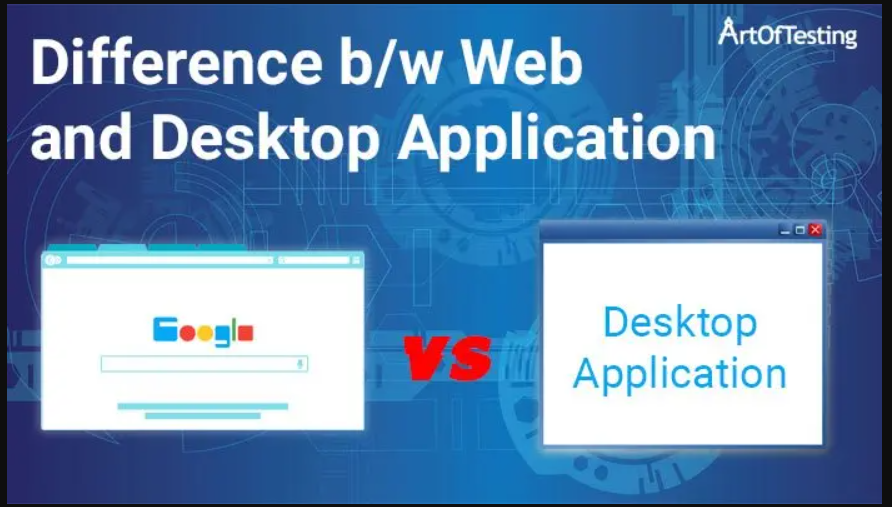 ArtOfTesting
Difference b/w Web
and Desktop Application
Google
VS
Desktop
Application